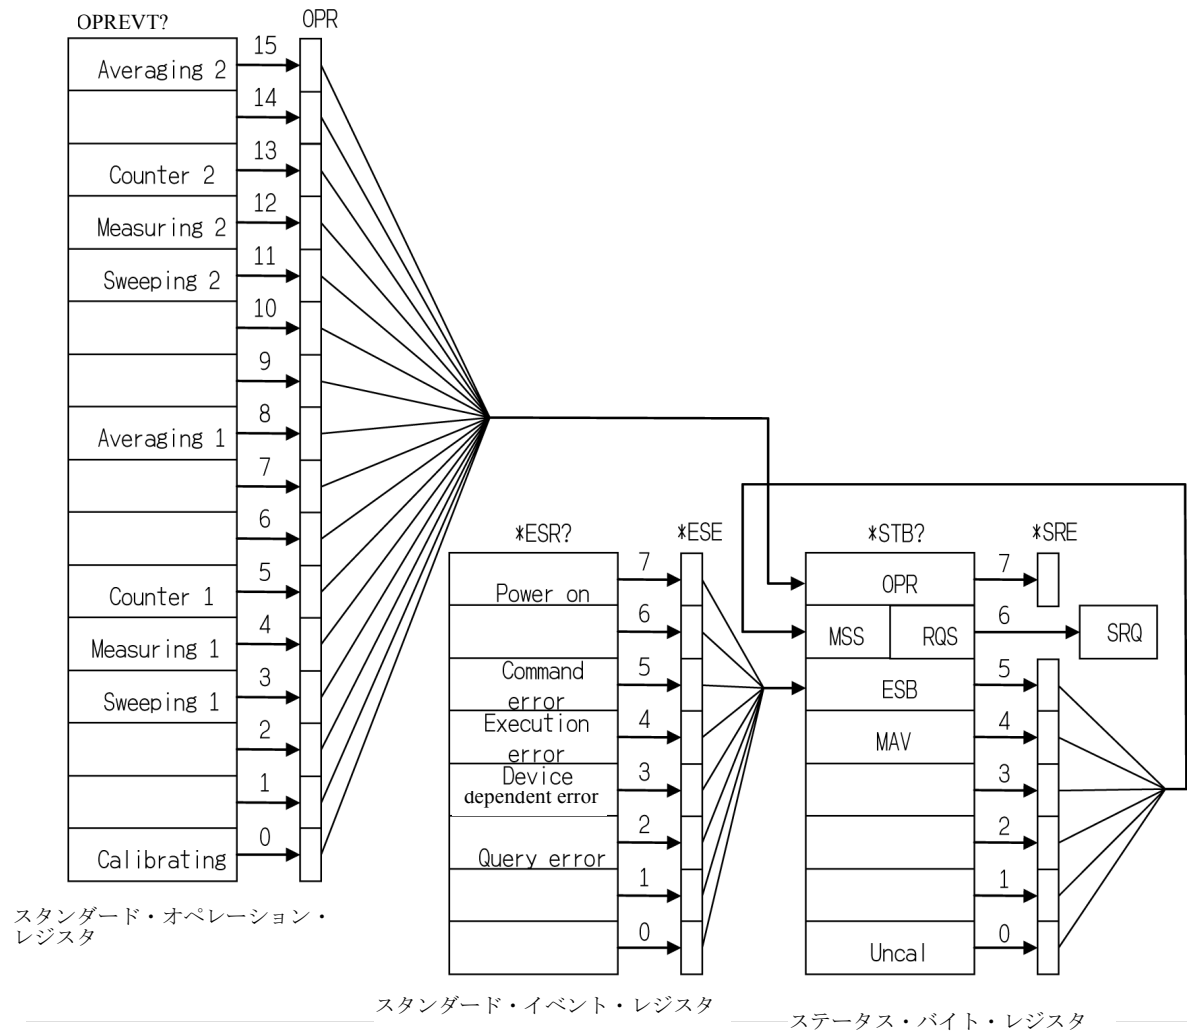 OPREVT?
OPR
15
Averaging 2
14
13
Counter 2
12
Measuring 2
11
Sweeping 2
10
9
8
Averaging 1
7
6
5
Counter 1
4
Measuring 1
3
Sweeping 1
2
1
0
Calibrating
スタンダード・オペレーション・
レジスタ
*ESR?
*ESE
7
Power on
6
5
Command
error
4
Execution
error
3
Device
dependent error
2
Query error
1
0
スタンダード・イベント・レジスタ
*STB?
*SRE
7
OPR
6
MSS
RQS
SRQ
5
ESB
4
MAV
3
2
1
0
Uncal
ステータス・バイト・レジスタ